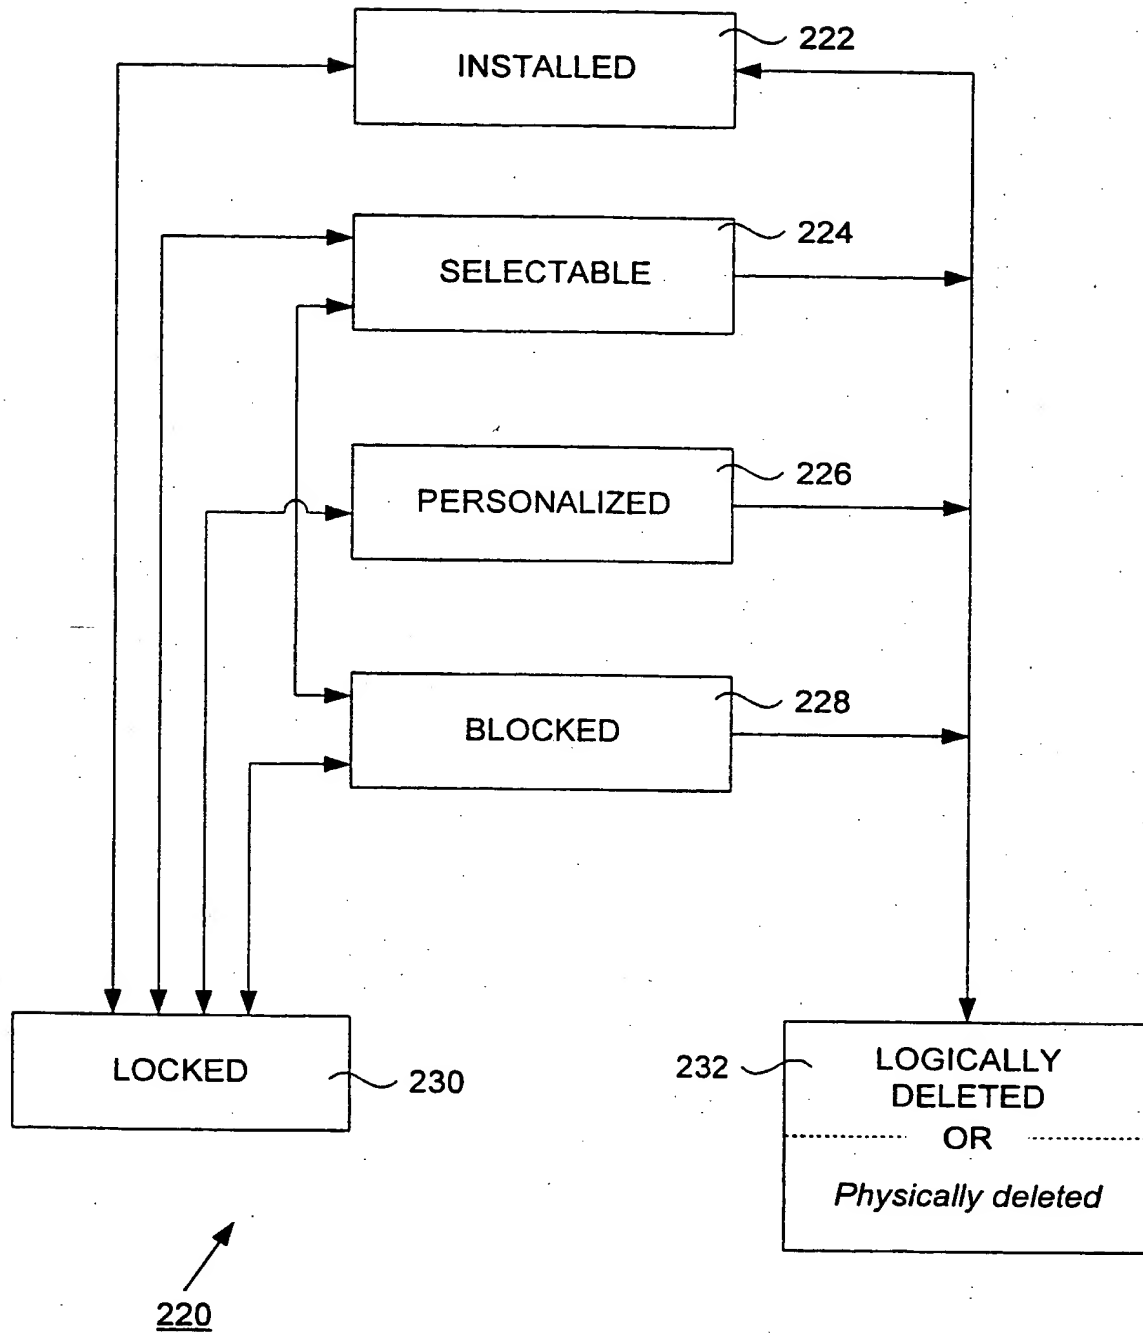 222
INSTALLED
224
SELECTABLE
226
PERSONALIZED
228
BLOCKED
LOCKED
230
232
LOGICALLY
DELETED
OR
Physically deleted
220